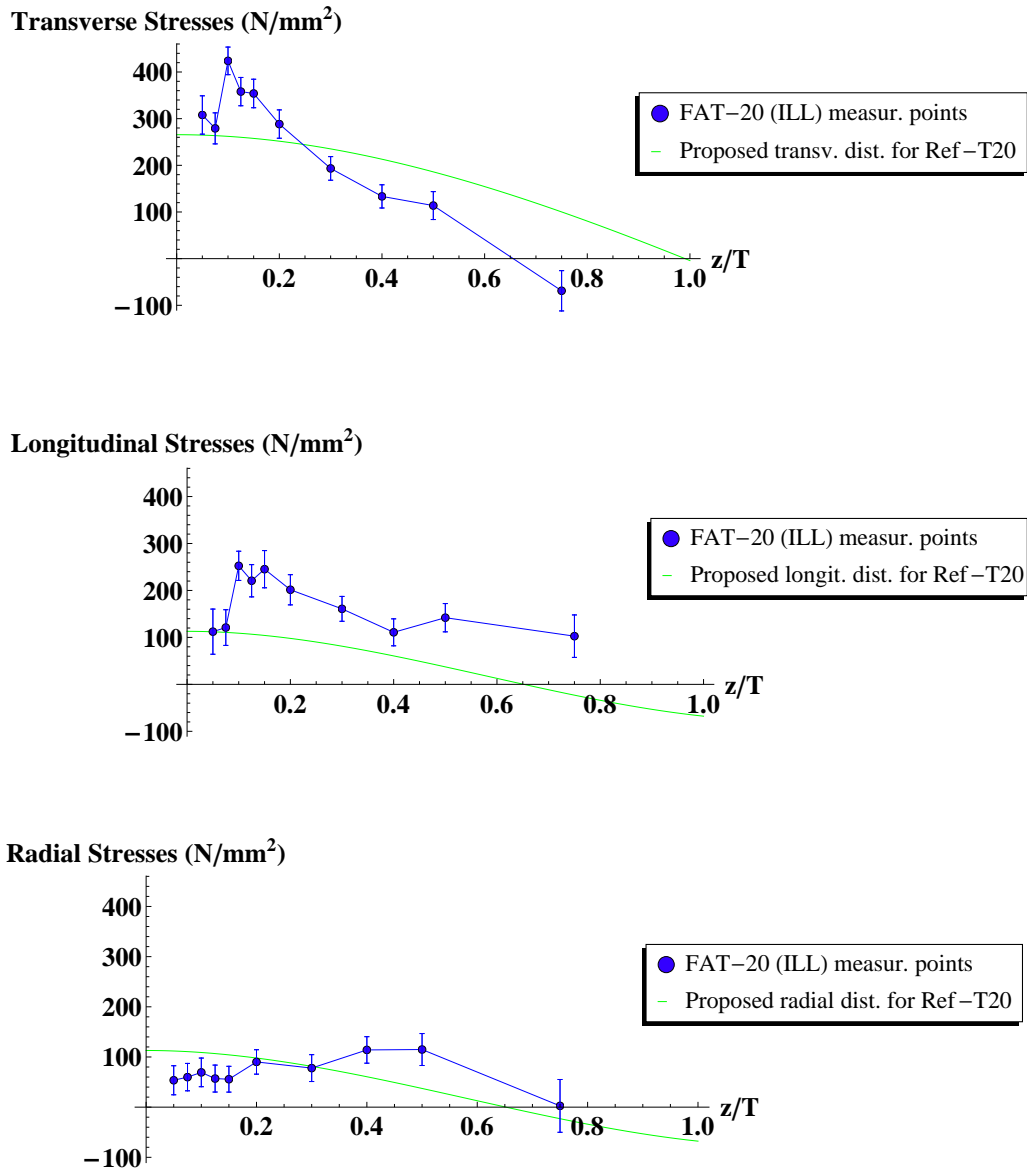 Transverse Stresses (N/mm²)
400
300
200
100
−100
0.2
0.4
0.6
0.8
1.0
z/T
FAT−20 (ILL) measur. points
Proposed transv. dist. for Ref−T20
Longitudinal Stresses (N/mm²)
400
300
200
100
−100
0.2
0.4
0.6
0.8
1.0
z/T
FAT−20 (ILL) measur. points
Proposed longit. dist. for Ref−T20
Radial Stresses (N/mm²)
400
300
200
100
−100
0.2
0.4
0.6
0.8
1.0
z/T
FAT−20 (ILL) measur. points
Proposed radial dist. for Ref−T20